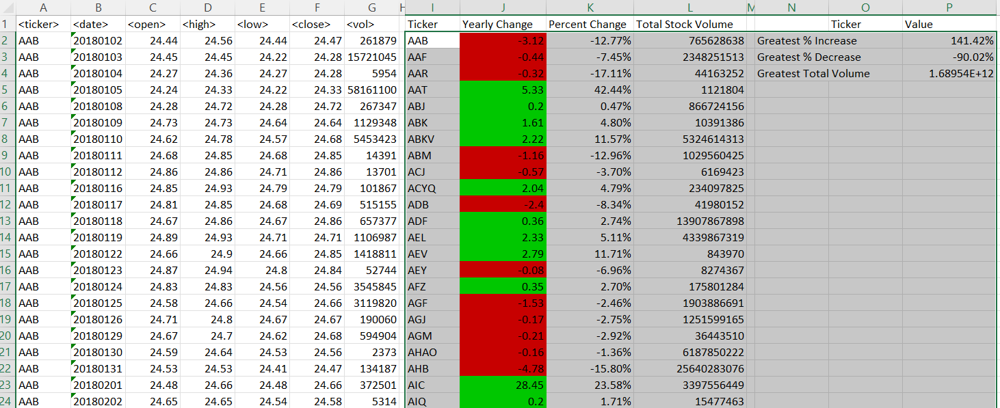 A B C D E F G H I J K L M N O P
1 <ticker> <date> <open> <high> <low> <close> <vol> Ticker Yearly Change Percent Change Total Stock Volume Ticker Value
2 AAB 20180102 24.44 24.56 24.44 24.47 261879 AAB -3.12 -12.77% 765628638 Greatest % Increase 141.42%
3 AAB 20180103 24.45 24.45 24.22 24.28 15721045 AAF -0.44 -7.45% 2348251513 Greatest % Decrease -90.02%
4 AAB 20180104 24.27 24.36 24.27 24.28 5954 AAR -0.32 -17.11% 44163252 Greatest Total Volume 1.68954E+12
5 AAB 20180105 24.24 24.33 24.22 24.33 58161100 AAT 5.33 42.44% 1121804
6 AAB 20180108 24.28 24.72 24.28 24.72 267347 ABJ 0.2 0.47% 866724156
7 AAB 20180109 24.73 24.73 24.64 24.64 1129348 ABK 1.61 4.80% 10391386
8 AAB 20180110 24.62 24.78 24.57 24.68 5453423 ABKV 2.22 11.57% 5324614313
9 AAB 20180111 24.68 24.85 24.68 24.85 14391 ABM -1.16 -12.96% 1029560425
10 AAB 20180112 24.86 24.86 24.71 24.86 13701 ACJ -0.57 -3.70% 6169423
11 AAB 20180116 24.85 24.93 24.79 24.79 101867 ACYQ 2.04 4.79% 234097825
12 AAB 20180117 24.81 24.85 24.68 24.69 515155 ADB -2.4 -8.34% 41980152
13 AAB 20180118 24.67 24.86 24.67 24.86 657377 ADF 0.36 2.74% 13907867898
14 AAB 20180119 24.89 24.93 24.71 24.71 1106987 AEL 2.33 5.11% 4339867319
15 AAB 20180122 24.66 24.9 24.66 24.85 1418811 AEV 2.79 11.71% 843970
16 AAB 20180123 24.87 24.94 24.8 24.84 52744 AEY -0.08 -6.96% 8274367
17 AAB 20180124 24.83 24.83 24.56 24.56 3545845 AFZ 0.35 2.70% 175801284
18 AAB 20180125 24.58 24.66 24.54 24.66 3119820 AGF -1.53 -2.46% 1903886691
19 AAB 20180126 24.71 24.8 24.67 24.67 190060 AGJ -0.17 -2.75% 1251599165
20 AAB 20180129 24.67 24.7 24.62 24.68 594904 AGM -0.21 -2.92% 36443510
21 AAB 20180130 24.59 24.64 24.53 24.56 2373 AHAO -0.16 -1.36% 6187850222
22 AAB 20180131 24.53 24.53 24.41 24.47 134187 AHB -4.78 -15.80% 25640283076
23 AAB 20180201 24.48 24.66 24.48 24.66 372501 AIC 28.45 23.58% 3397556449
24 AAB 20180202 24.65 24.65 24.54 24.58 5314 AIQ 0.2 1.71% 15477463